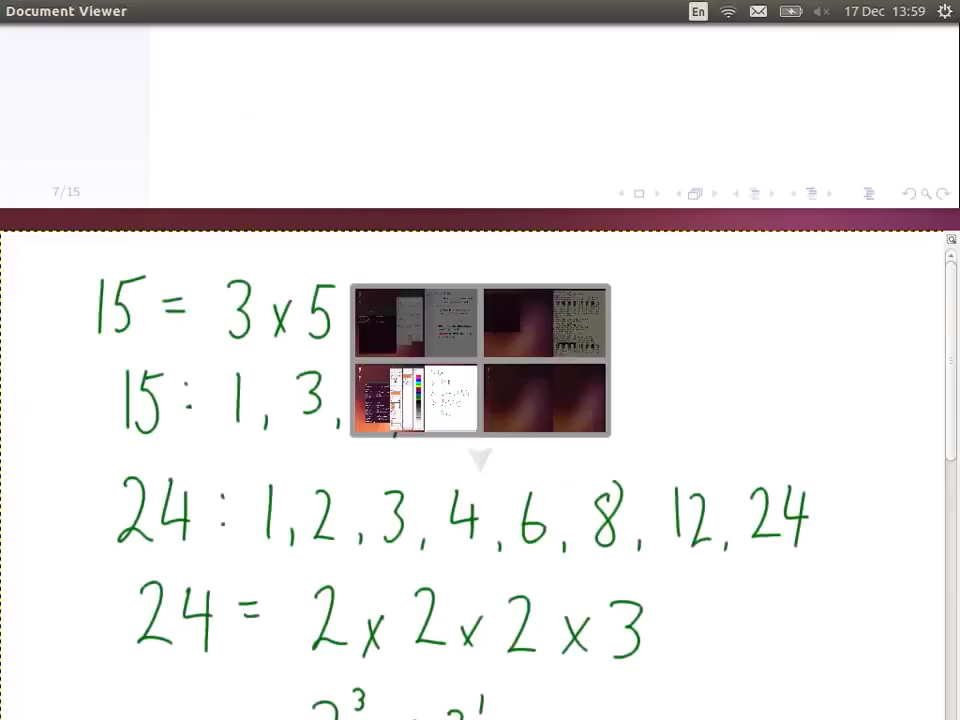 Document Viewer En 17 Dec 13:59
7/15
15 = 3 x 5
15 : 1, 3,
24 : 1, 2, 3, 4, 6, 8, 12, 24
24 = 2 x 2 x 2 x 3